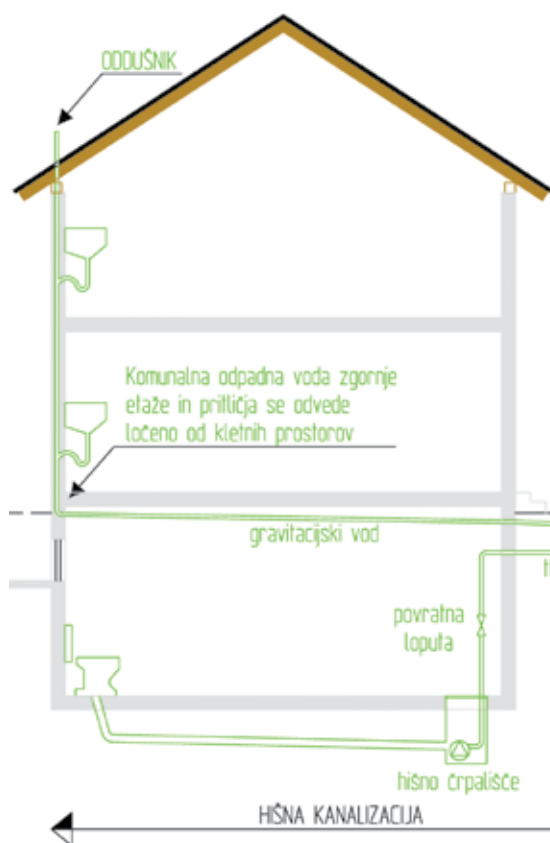 ODDUŠNIK
Komunalna odpadna voda zgornje
etaže in pritličja se odvede
ločeno od kletnih prostorov
gravitacijski vod
povratna
loputa
hišno črpališče
HIŠNA KANALIZACIJA